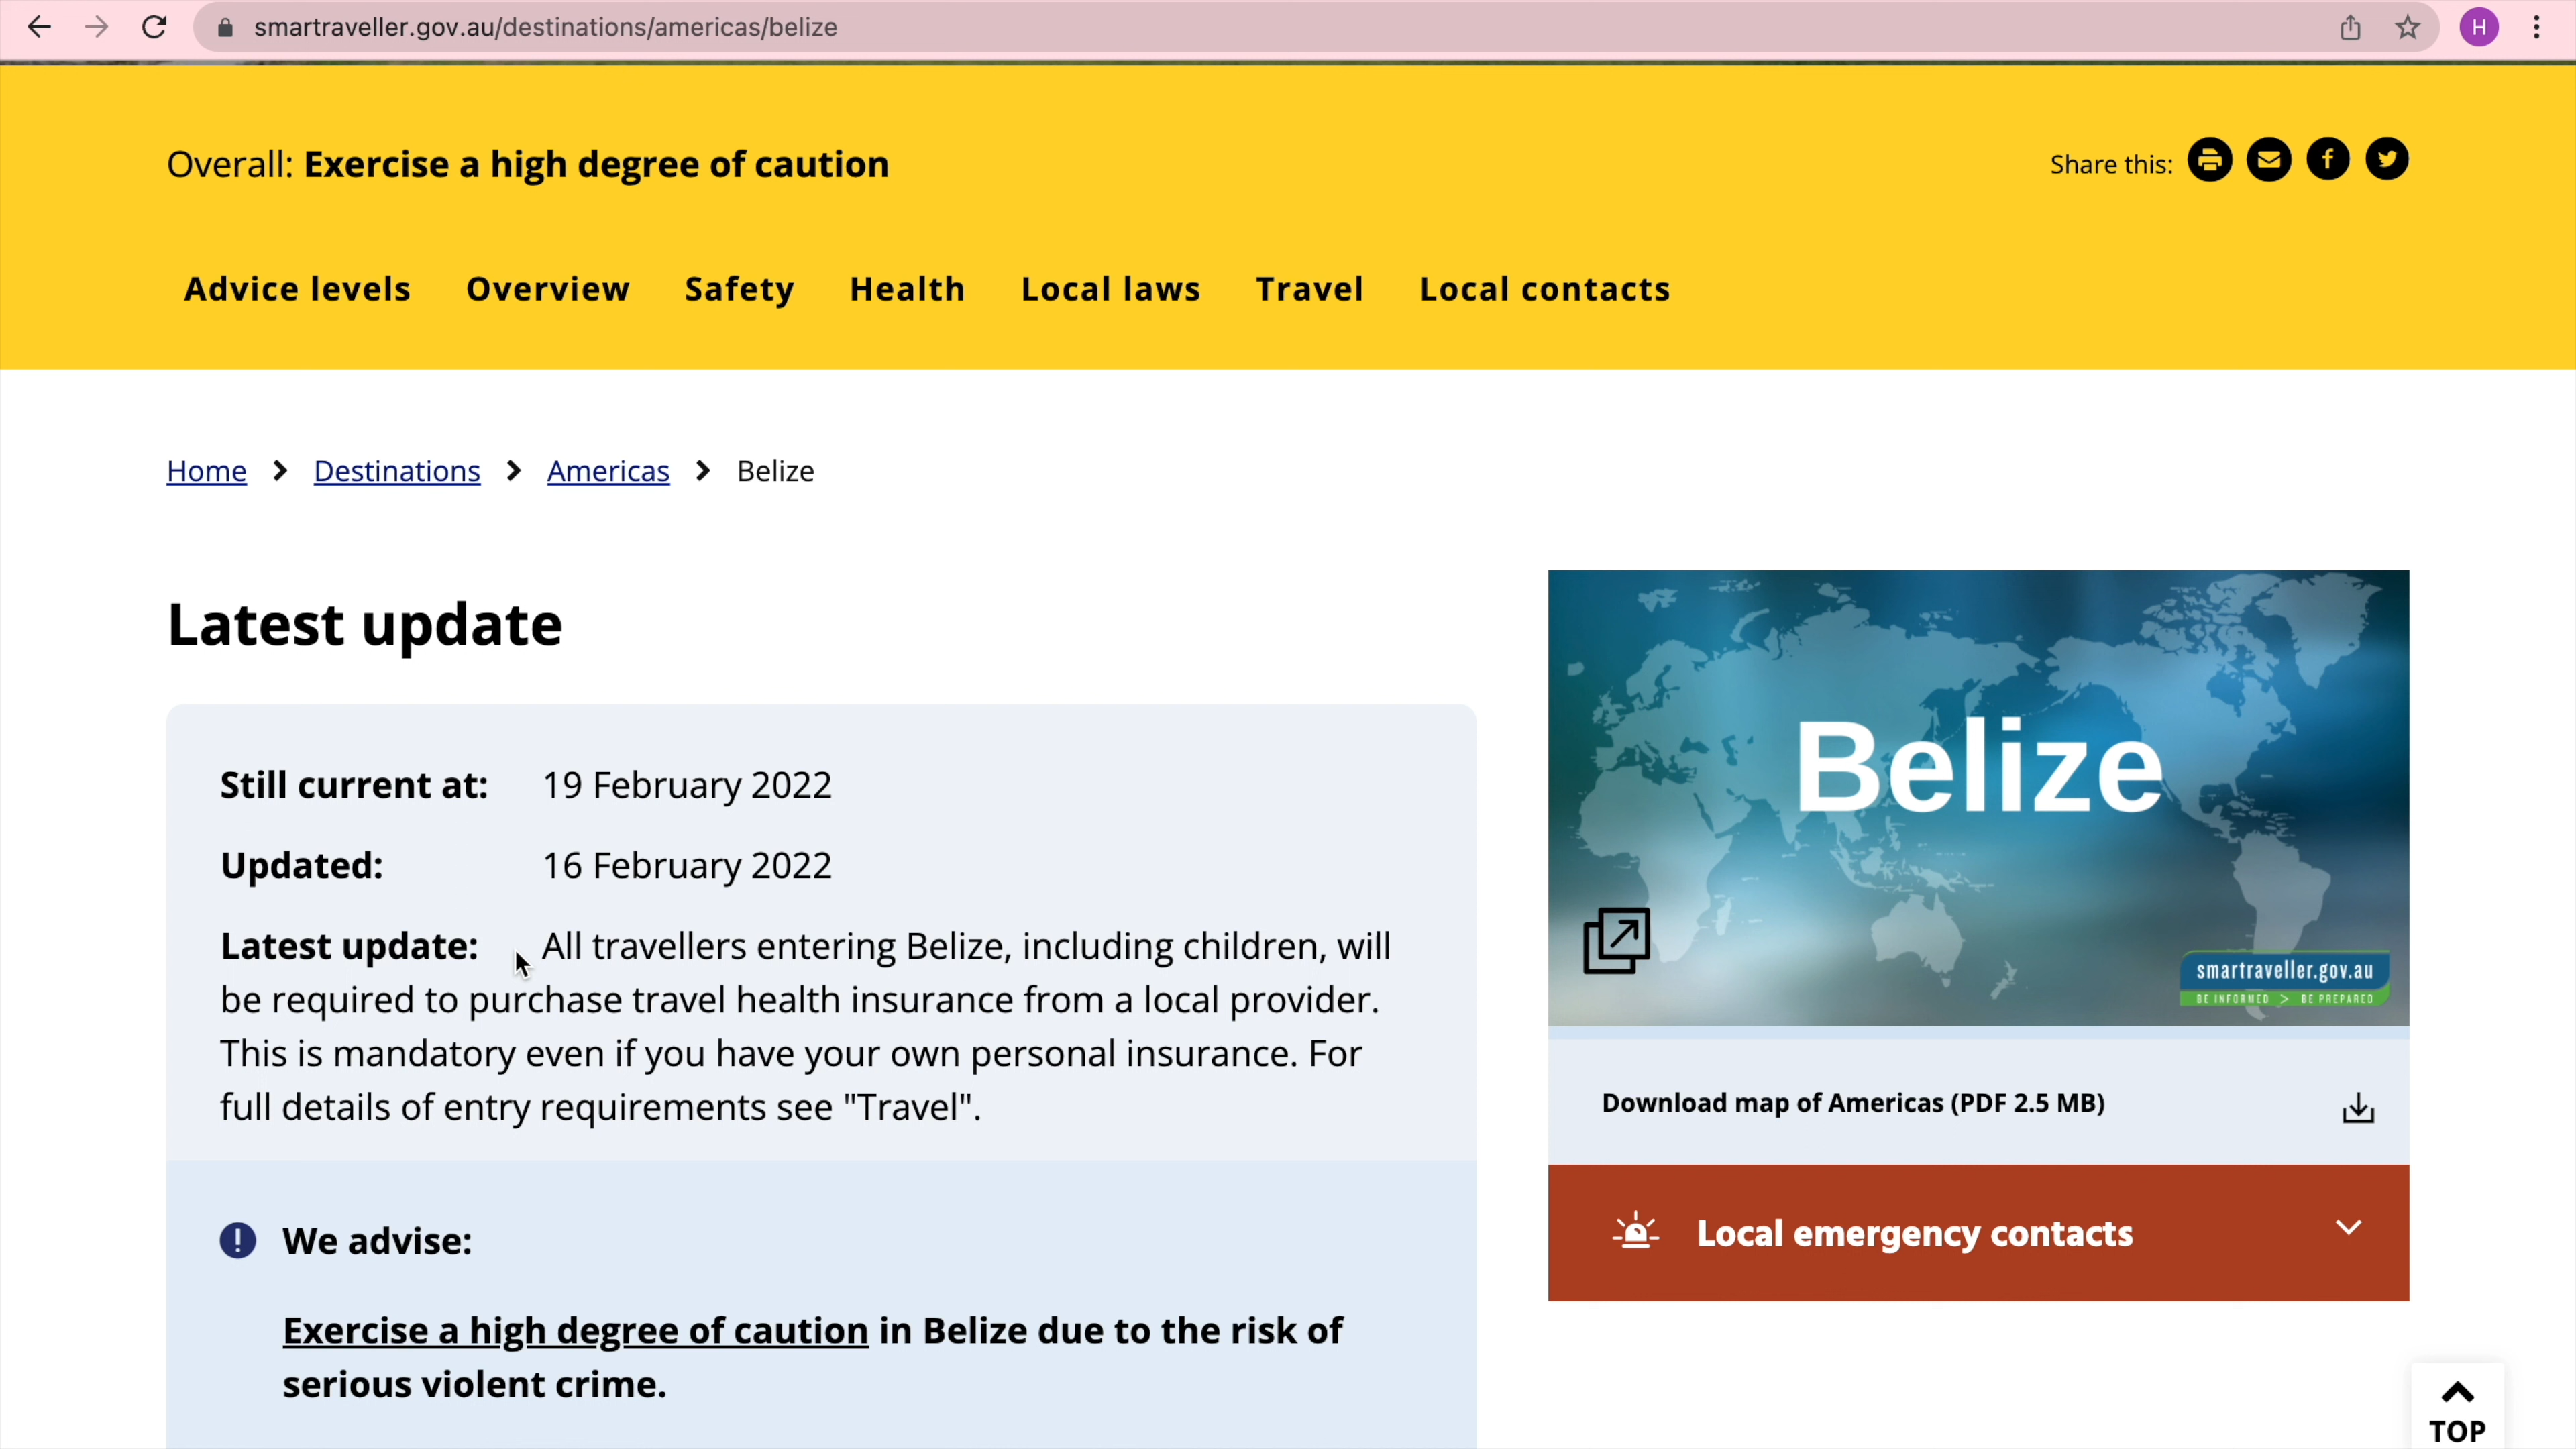 smartraveller.gov.au/destinations/americas/belize
H
Overall: Exercise a high degree of caution
Share this:
Advice levels Overview Safety Health Local laws Travel Local contacts
Home > Destinations > Americas > Belize
Latest update
Still current at: 19 February 2022
Updated: 16 February 2022
Latest update: All travellers entering Belize, including children, will
be required to purchase travel health insurance from a local provider.
This is mandatory even if you have your own personal insurance. For
full details of entry requirements see "Travel".
We advise:
Exercise a high degree of caution in Belize due to the risk of
serious violent crime.
Belize
smartraveller.gov.au
BE INFORMED > BE PREPARED
Download map of Americas (PDF 2.5 MB)
Local emergency contacts
TOP